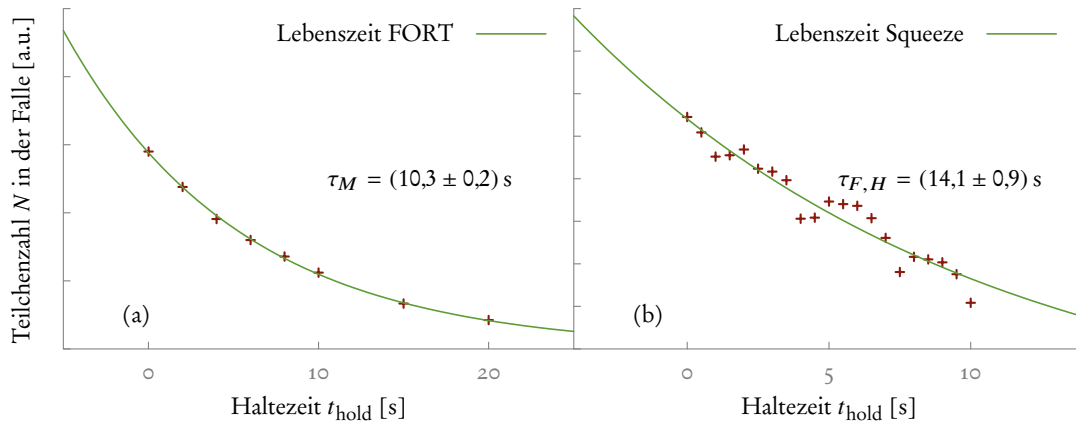 Teilchenzahl N in der Falle [a.u.]
Lebenszeit FORT
τ_M = (10,3 ± 0,2) s
(a)
0 10 20
Haltezeit t_hold [s]
Lebenszeit Squeeze
τ_F,H = (14,1 ± 0,9) s
(b)
0 5 10
Haltezeit t_hold [s]